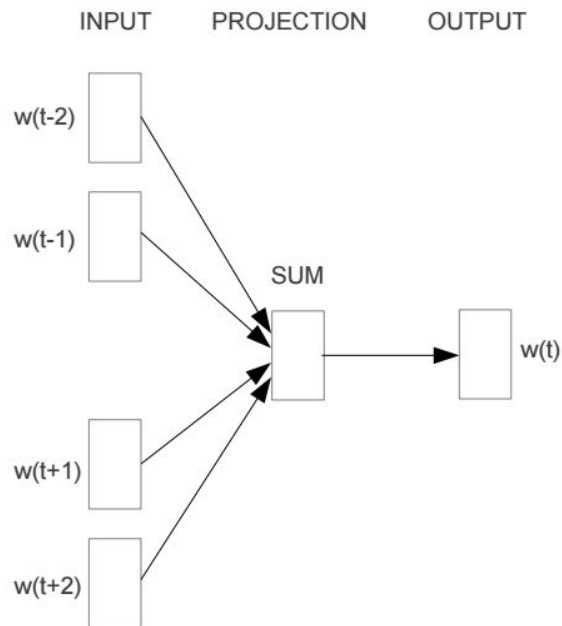 INPUT PROJECTION OUTPUT
w(t-2)
w(t-1)
SUM
w(t)
w(t+1)
w(t+2)